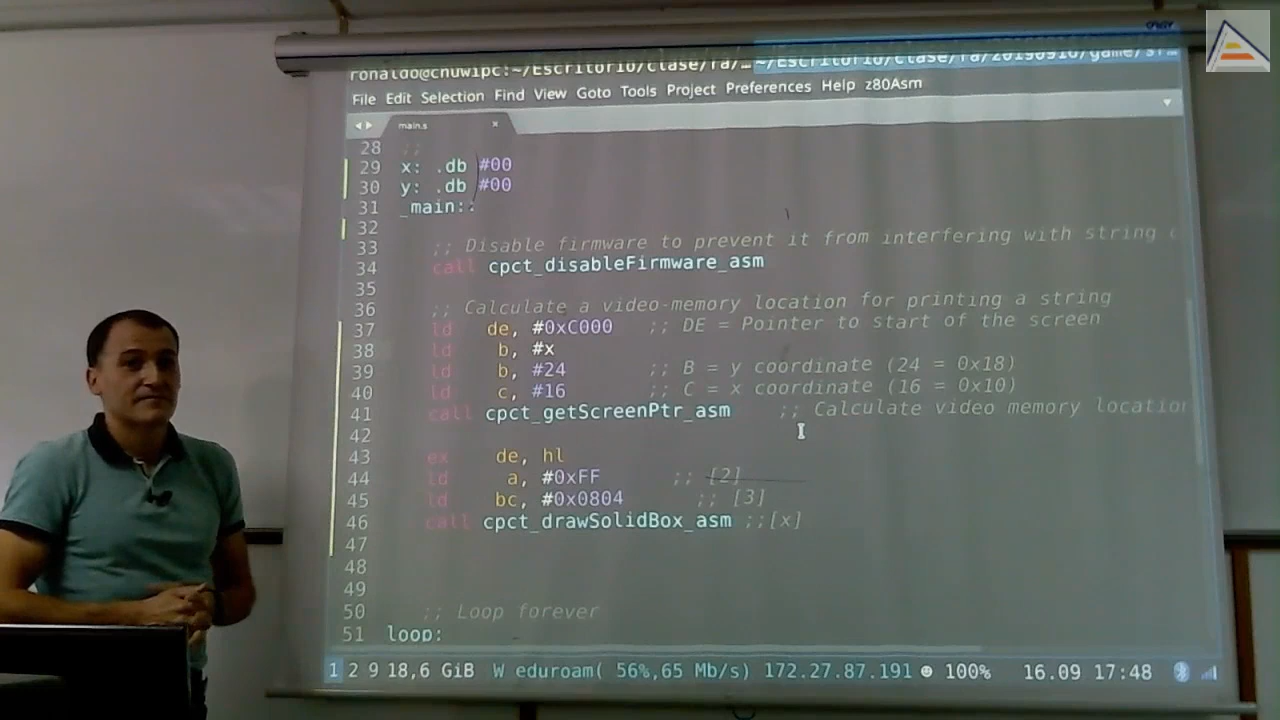 ronaldo@cnuwipc:~/Escritorio/clase/ra/… ~/Escritorio/clase/ra/20190916/game/sr…
File Edit Selection Find View Goto Tools Project Preferences Help z80Asm
main.s ×
28 ;;
29 x: .db #00
30 y: .db #00
31 _main::
32
33 ;; Disable firmware to prevent it from interfering with string
34 call cpct_disableFirmware_asm
35
36 ;; Calculate a video-memory location for printing a string
37 ld de, #0xC000 ;; DE = Pointer to start of the screen
38 ld b, #x
39 ld b, #24 ;; B = y coordinate (24 = 0x18)
40 ld c, #16 ;; C = x coordinate (16 = 0x10)
41 call cpct_getScreenPtr_asm ;; Calculate video memory location
42
43 ex de, hl
44 ld a, #0xFF ;; [2]
45 ld bc, #0x0804 ;; [3]
46 call cpct_drawSolidBox_asm ;;[x]
47
48
49
50 ;; Loop forever
51 loop:
1 2 9 18,6 GiB W eduroam( 56%,65 Mb/s) 172.27.87.191 ☻ 100% 16.09 17:48